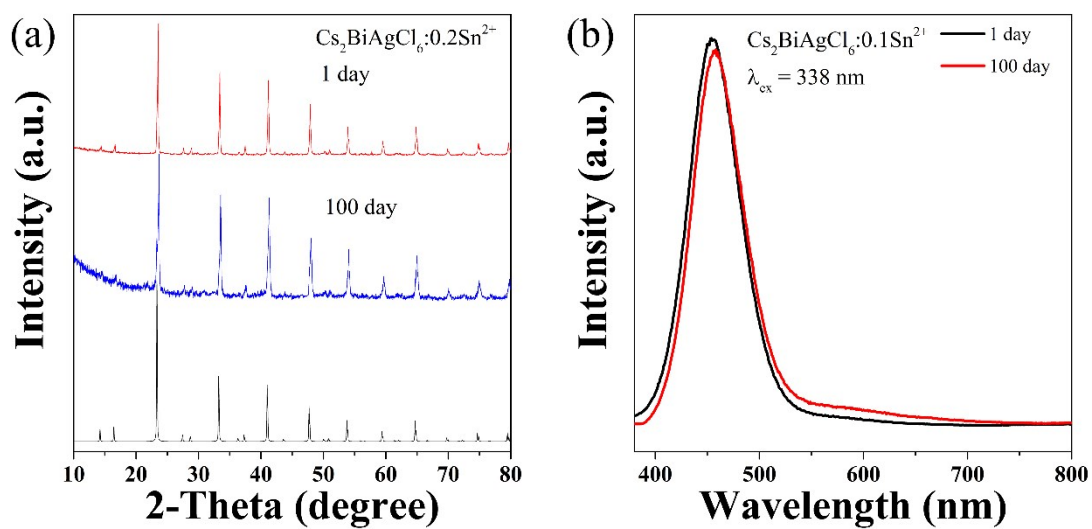 (a)
Cs₂BiAgCl₆:0.2Sn²⁺
1 day
100 day
Intensity (a.u.)
10 20 30 40 50 60 70 80
2-Theta (degree)
(b)
Cs₂BiAgCl₆:0.1Sn²⁺
λex = 338 nm
1 day
100 day
Intensity (a.u.)
400 500 600 700 800
Wavelength (nm)